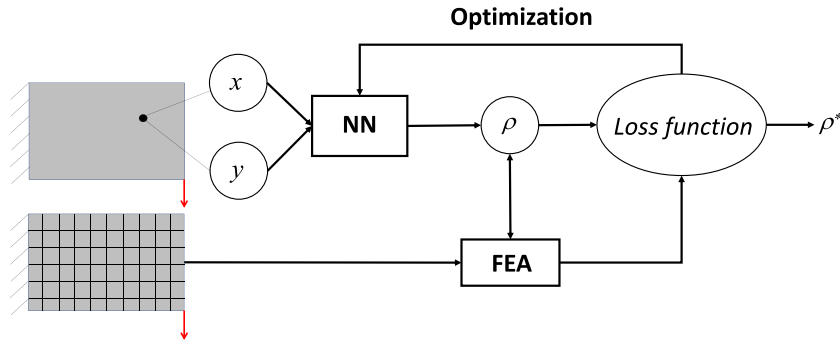 Optimization
x
NN
ρ
Loss function
ρ*
y
FEA